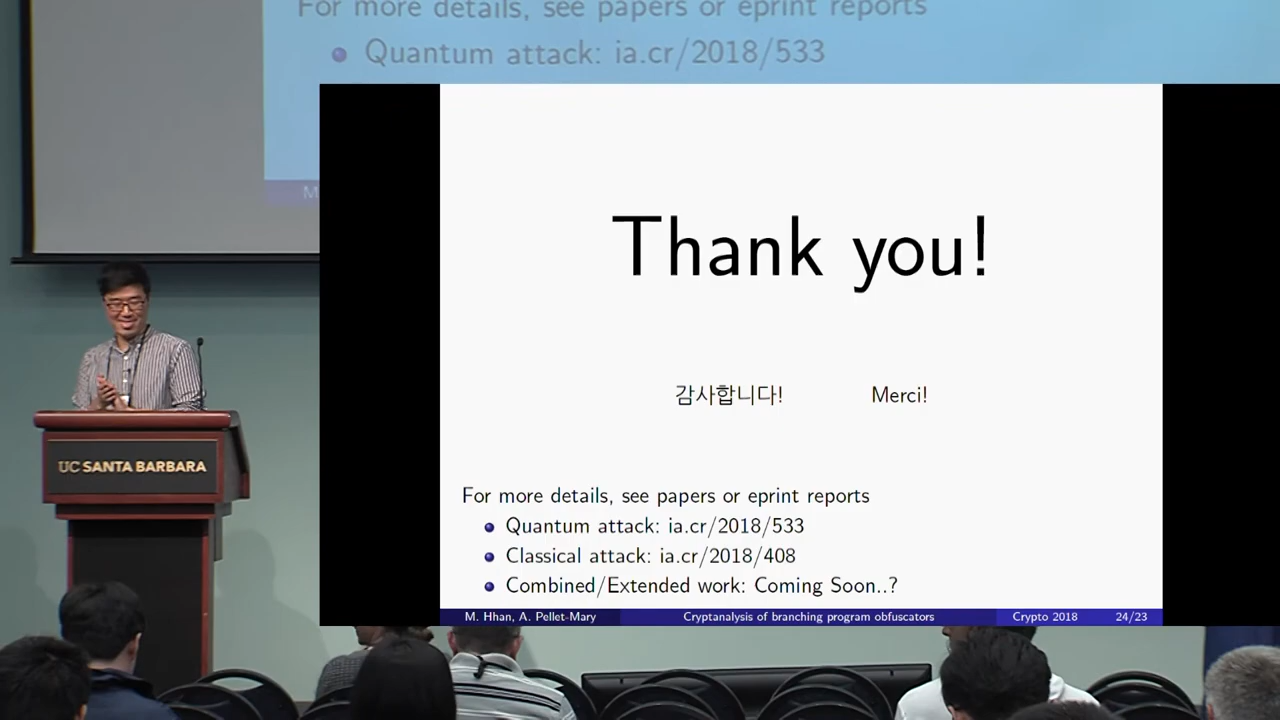 For more details, see papers or eprint reports
Quantum attack: ia.cr/2018/533
M
Thank you!
감사합니다! Merci!
For more details, see papers or eprint reports
Quantum attack: ia.cr/2018/533
Classical attack: ia.cr/2018/408
Combined/Extended work: Coming Soon..?
M. Hhan, A. Pellet-Mary Cryptanalysis of branching program obfuscators Crypto 2018 24/23
UC SANTA BARBARA